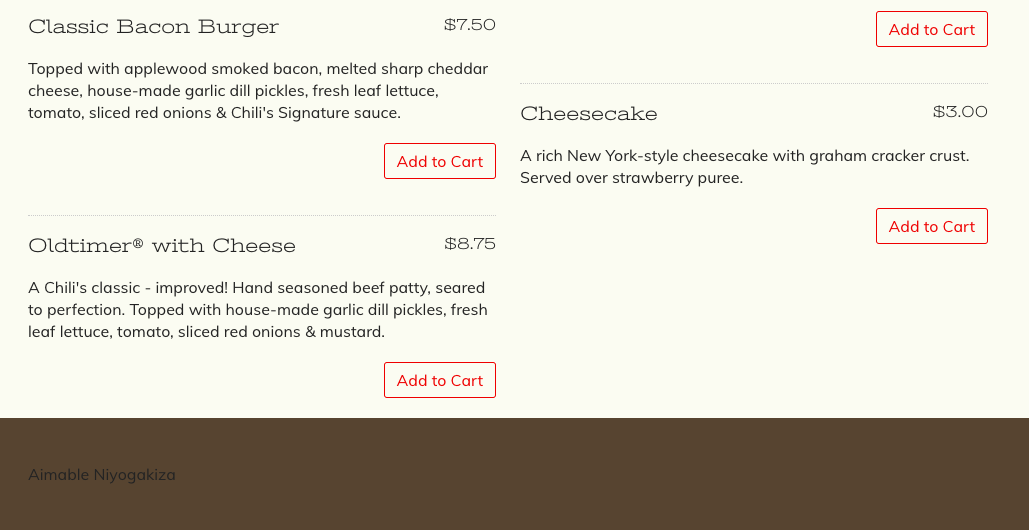 Classic Bacon Burger
$7.50
Topped with applewood smoked bacon, melted sharp cheddar
cheese, house-made garlic dill pickles, fresh leaf lettuce,
tomato, sliced red onions & Chili's Signature sauce.
Add to Cart
Oldtimer® with Cheese
$8.75
A Chili's classic - improved! Hand seasoned beef patty, seared
to perfection. Topped with house-made garlic dill pickles, fresh
leaf lettuce, tomato, sliced red onions & mustard.
Add to Cart
Add to Cart
Cheesecake
$3.00
A rich New York-style cheesecake with graham cracker crust.
Served over strawberry puree.
Add to Cart
Aimable Niyogakiza